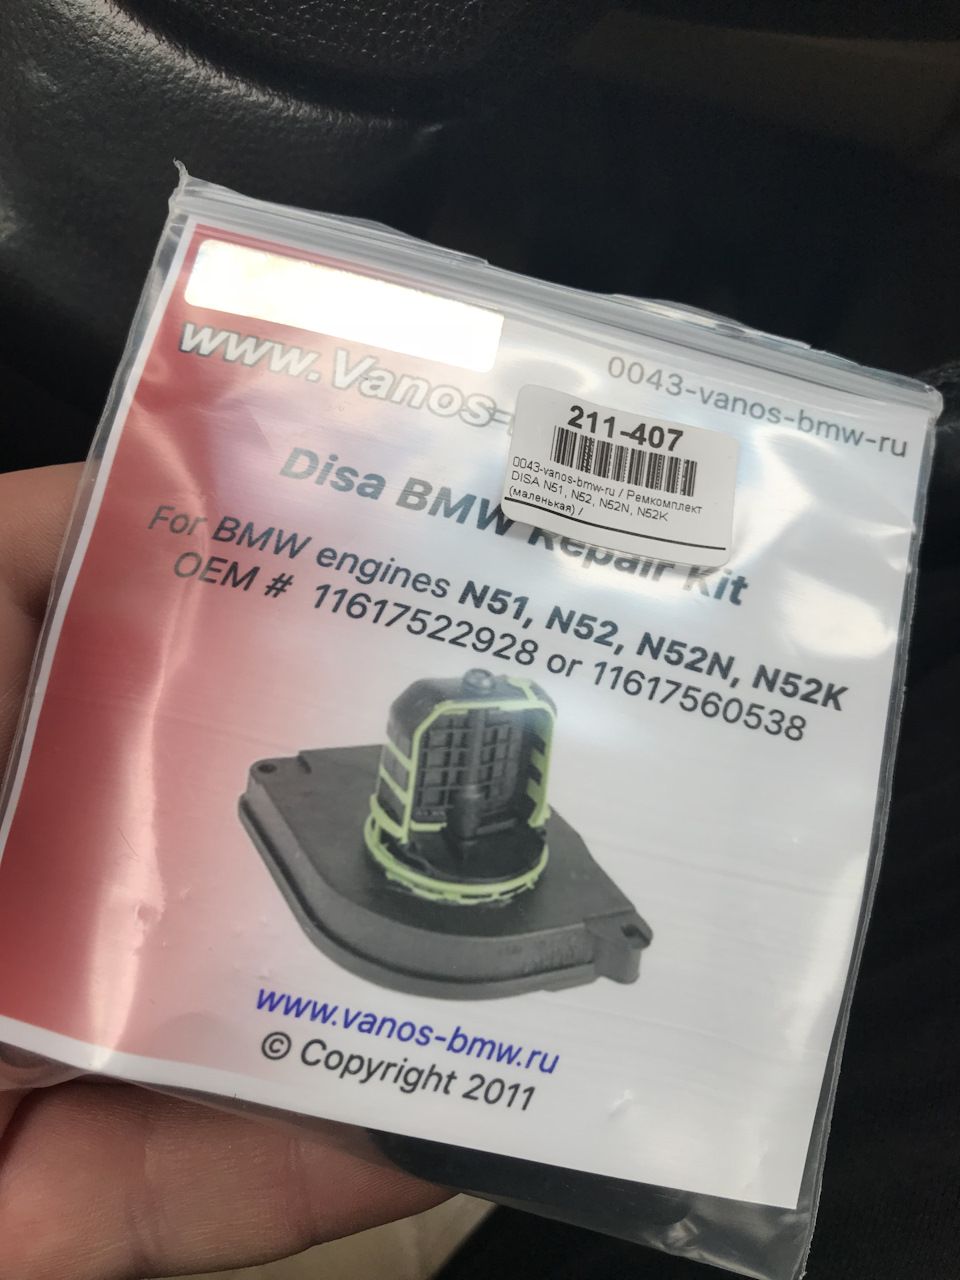 www.Vanos-
0043-vanos-bmw-ru
211-407
0043-vanos-bmw-ru / Ремкомплект
DISA N51, N52, N52N, N52K
(маленькая) /
Disa BMW Repair Kit
For BMW engines N51, N52, N52N, N52K
OEM # 11617522928 or 11617560538
www.vanos-bmw.ru
© Copyright 2011